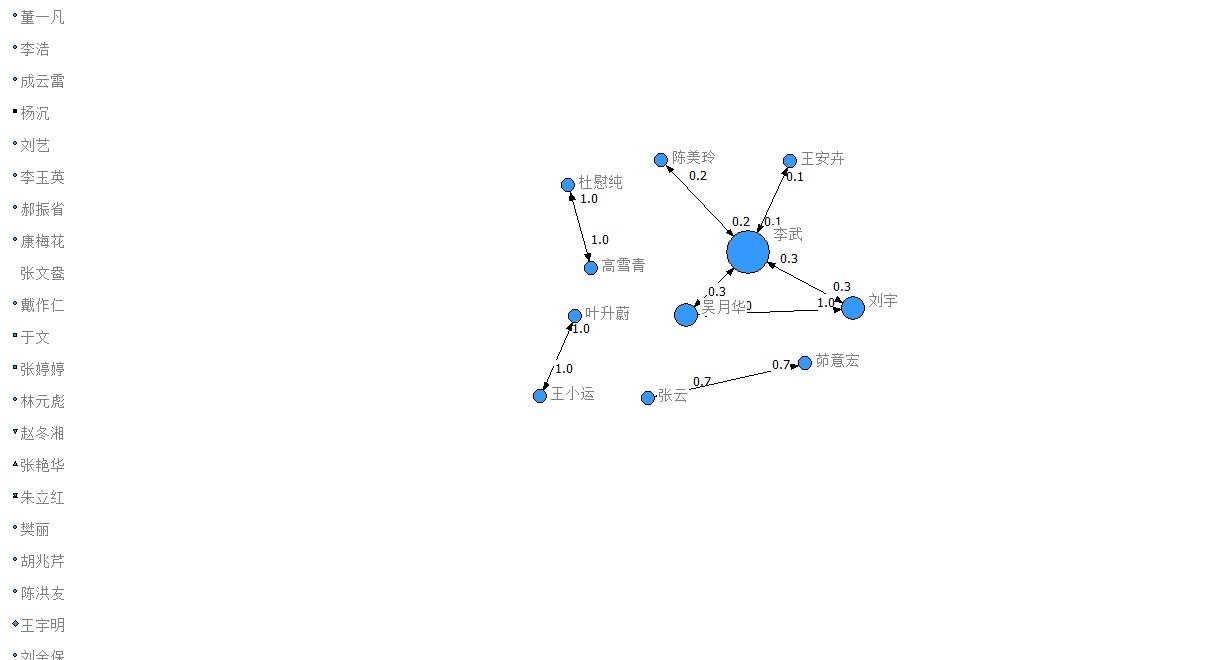 董一凡
李浩
成云雷
杨沉
刘艺
李玉英
郝振省
康梅花
张文鸯
戴作仁
于文
张婷婷
林元彪
赵冬湘
张艳华
朱立红
樊丽
胡兆芹
陈洪友
王宇明
刘金保
陈美玲
王安卉
0.2
0.1
杜慰纯
1.0
0.2
0.1
李武
1.0
0.3
高雪青
0.3
0.3
吴月华
1.0
刘宇
叶升蔚
1.0
1.0
王小运
茆意宏
0.7
0.7
张云